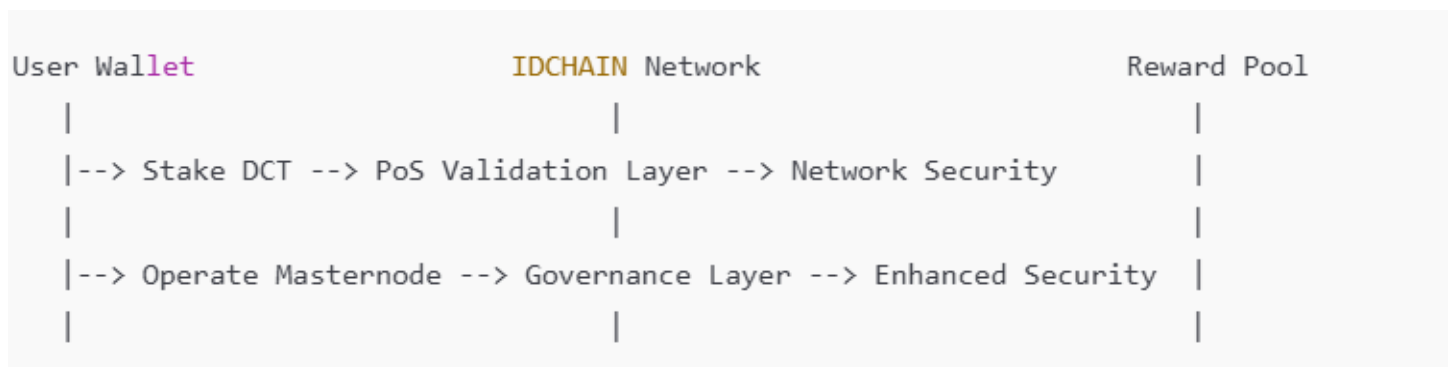 User Wallet                   IDCHAIN Network                      Reward Pool
   |                                 |                                  |
   |--> Stake DCT --> PoS Validation Layer --> Network Security        |
   |                                 |                                  |
   |--> Operate Masternode --> Governance Layer --> Enhanced Security  |
   |                                 |                                  |